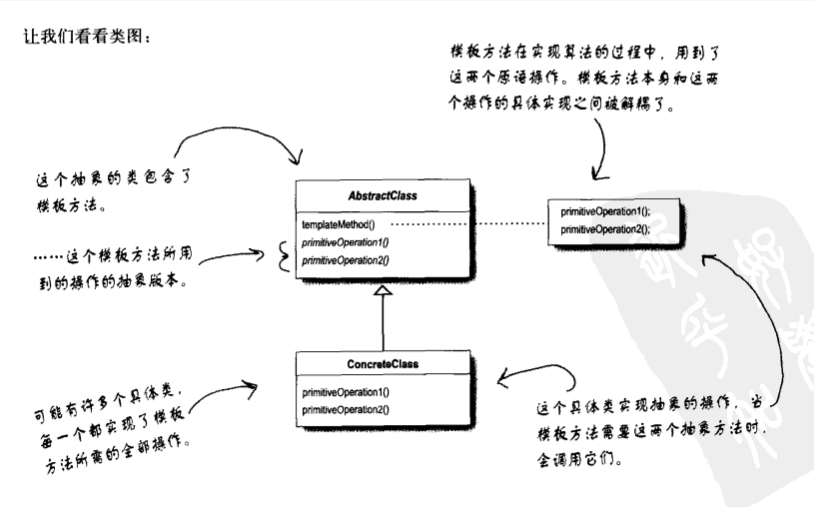 让我们看看类图：
模板方法在实现算法的过程中，用到了
这两个原语操作。模板方法本身和这两
个操作的具体实现之间被解耦了。
这个抽象的类包含了
模板方法。
AbstractClass
templateMethod()
primitiveOperation1()
primitiveOperation2()
primitiveOperation1();
primitiveOperation2();
……这个模板方法所用
到的操作的抽象版本。
ConcreteClass
primitiveOperation1()
primitiveOperation2()
可能有许多个具体类，
每一个都实现了模板
方法所需的全部操作。
这个具体类实现抽象的操作，当
模板方法需要这两个抽象方法时，
会调用它们。